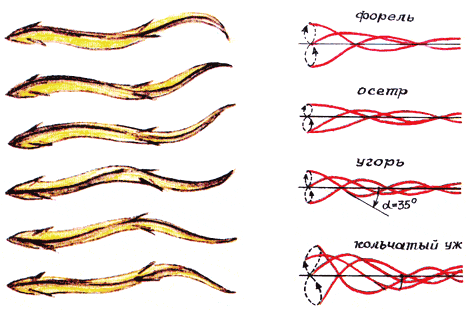 форель
осетр
угорь
α=35°
кольчатый уж